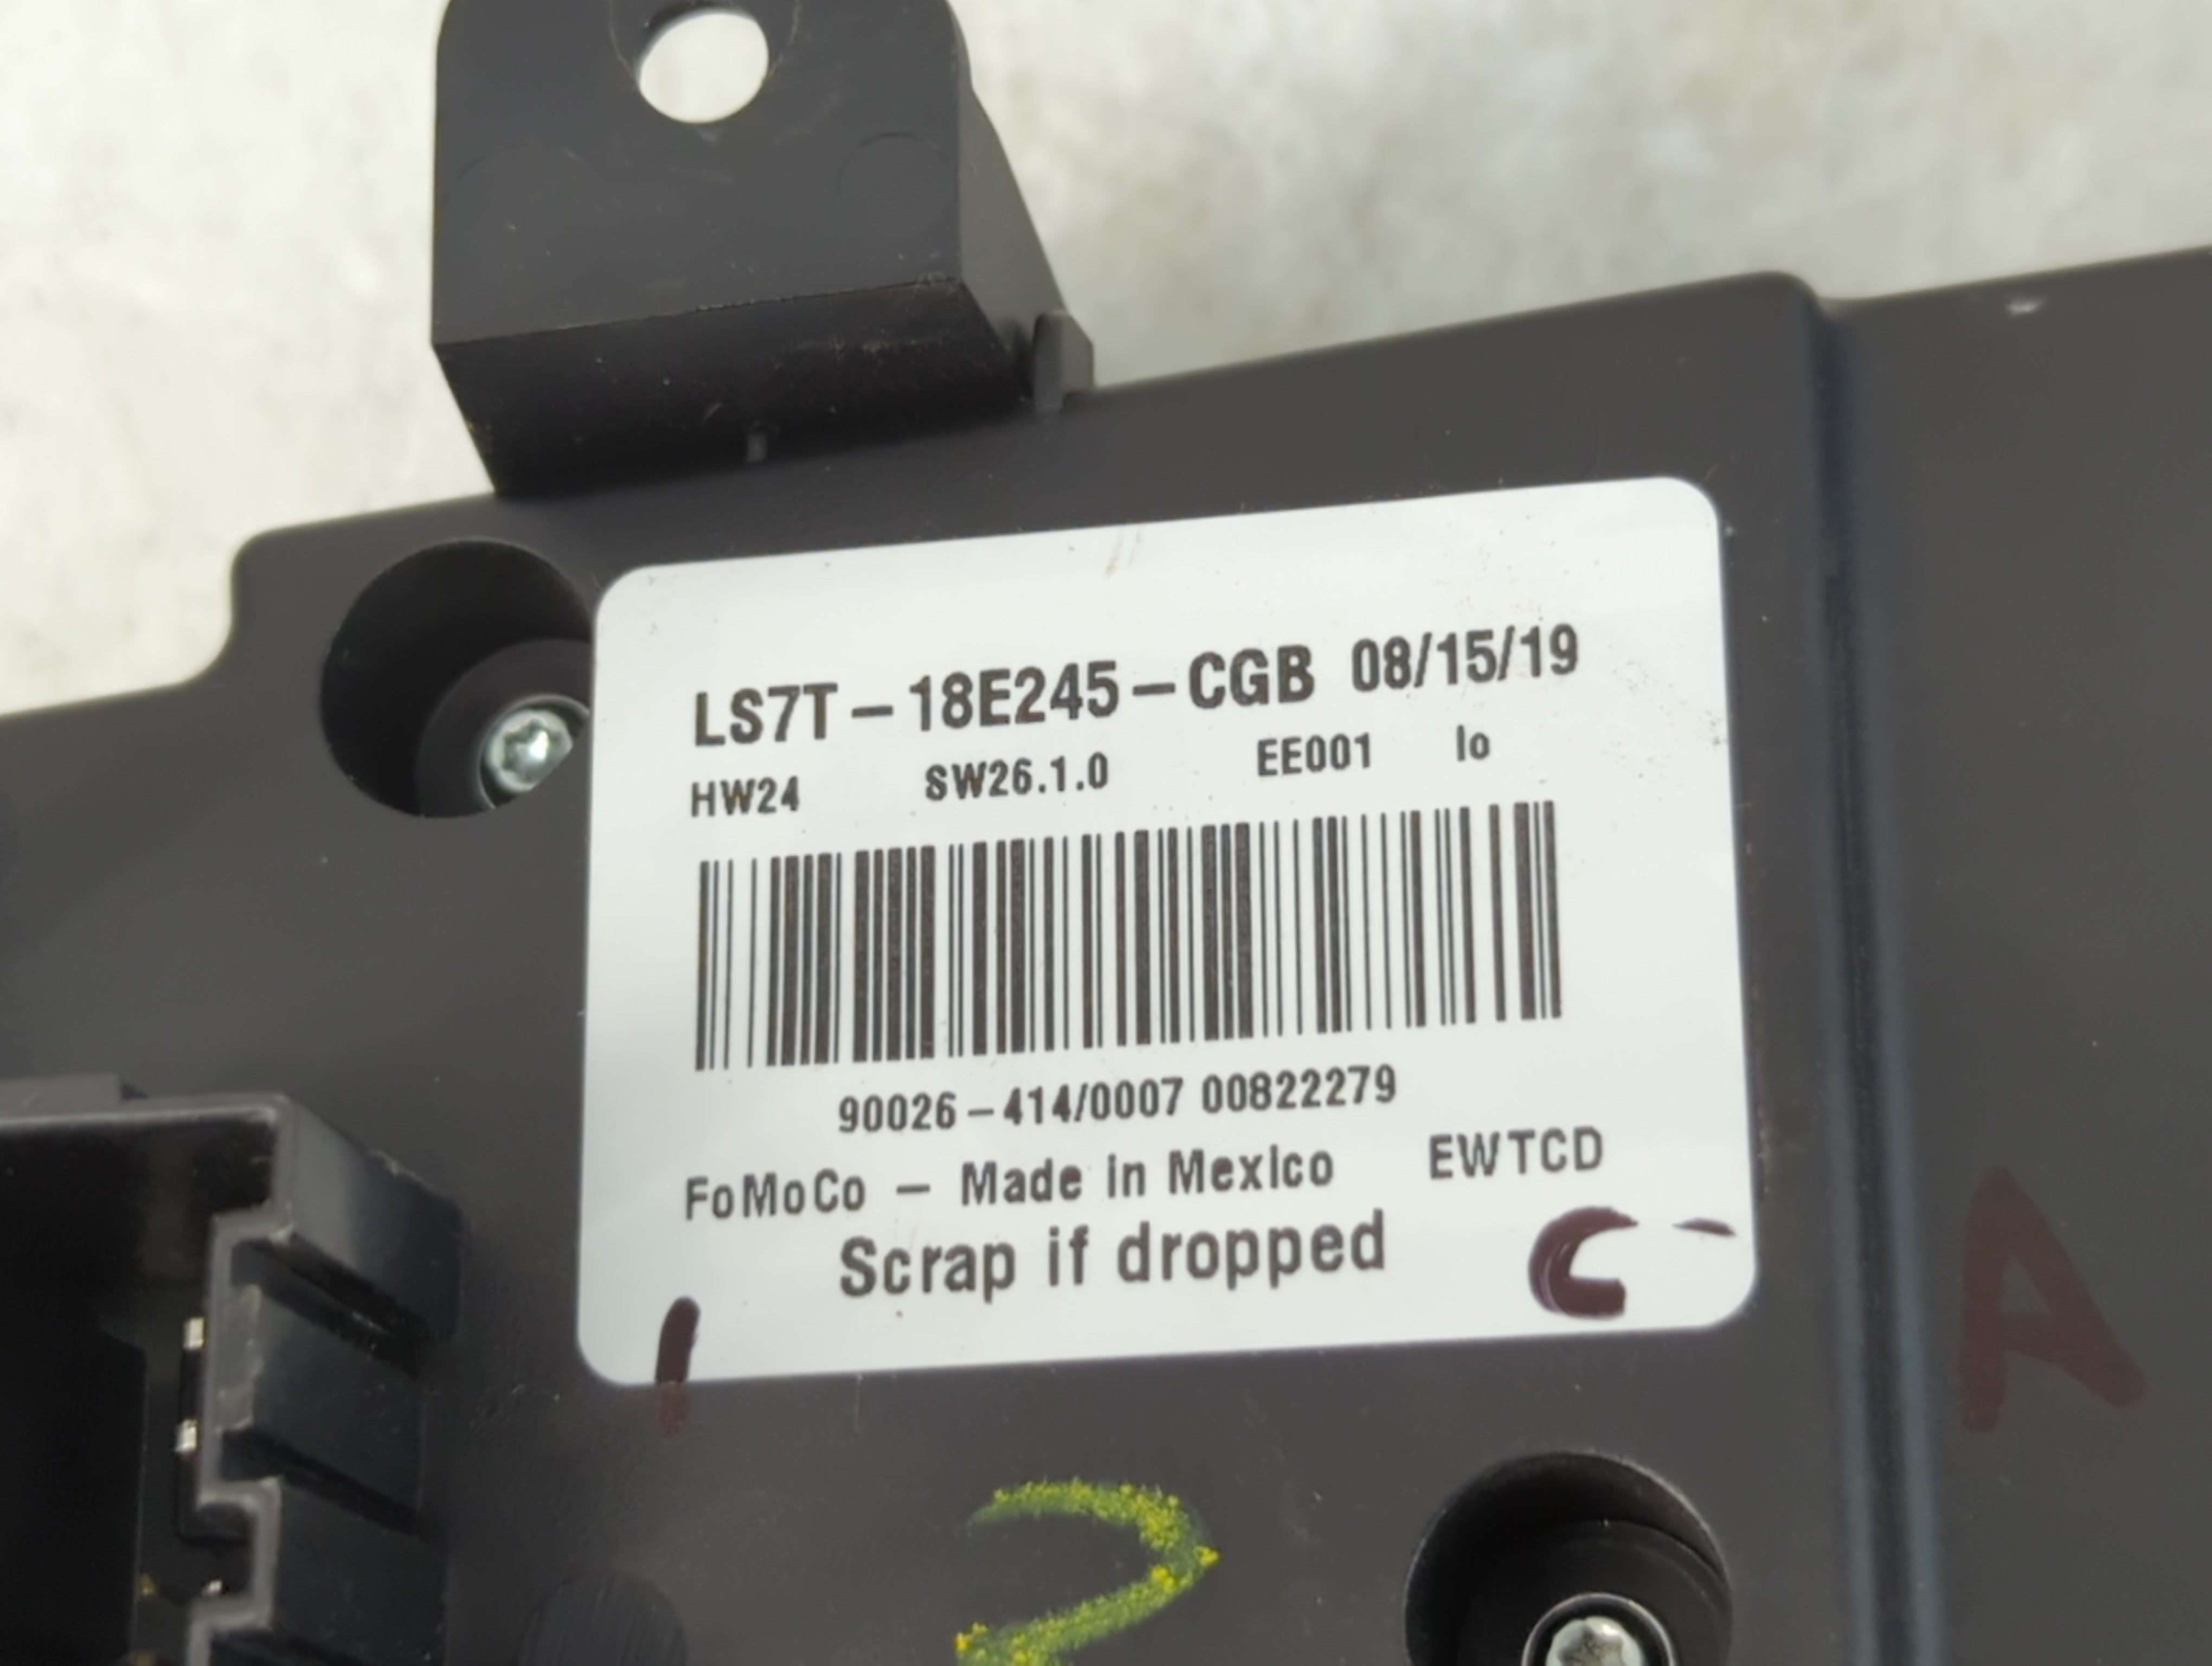 LS7T-18E245-CGB 08/15/19
HW24 SW26.1.0 EE001 lo
90026-414/0007 00822279
FoMoCo - Made in Mexico EWTCD
Scrap if dropped
C -
A
2